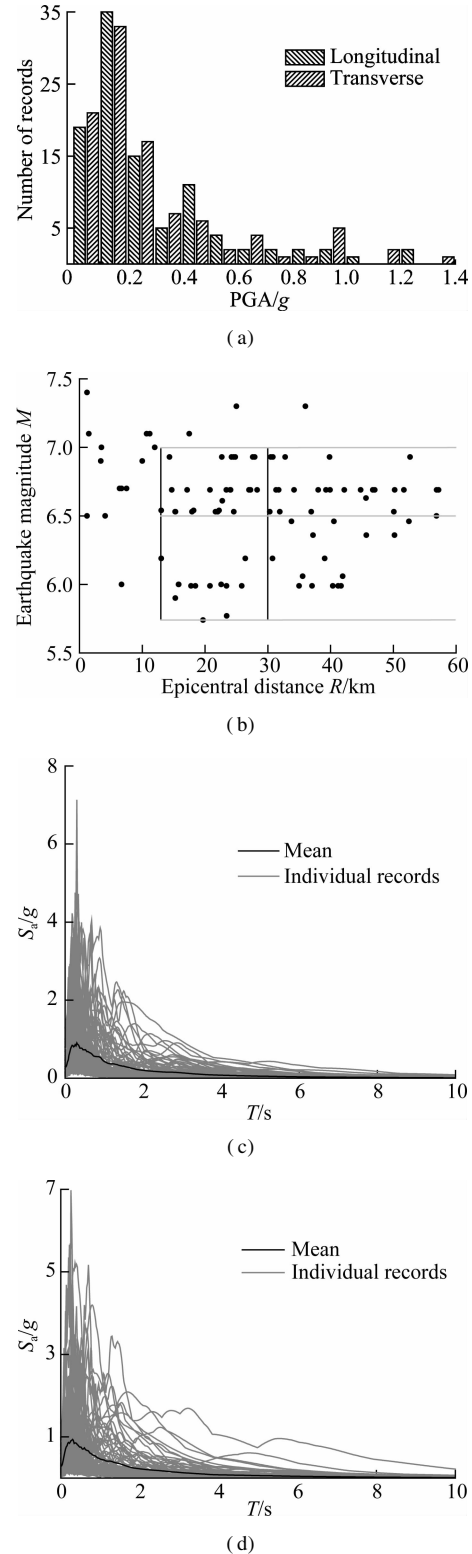 35
25
15
5
Number of records
Longitudinal
Transverse
0 0.2 0.4 0.6 0.8 1.0 1.2 1.4
PGA/g
(a)
7.5
7.0
6.5
6.0
5.5
Earthquake magnitude M
0 10 20 30 40 50 60
Epicentral distance R/km
(b)
8
6
4
2
0
Sa/g
Mean
Individual records
0 2 4 6 8 10
T/s
(c)
7
5
3
1
Sa/g
Mean
Individual records
0 2 4 6 8 10
T/s
(d)